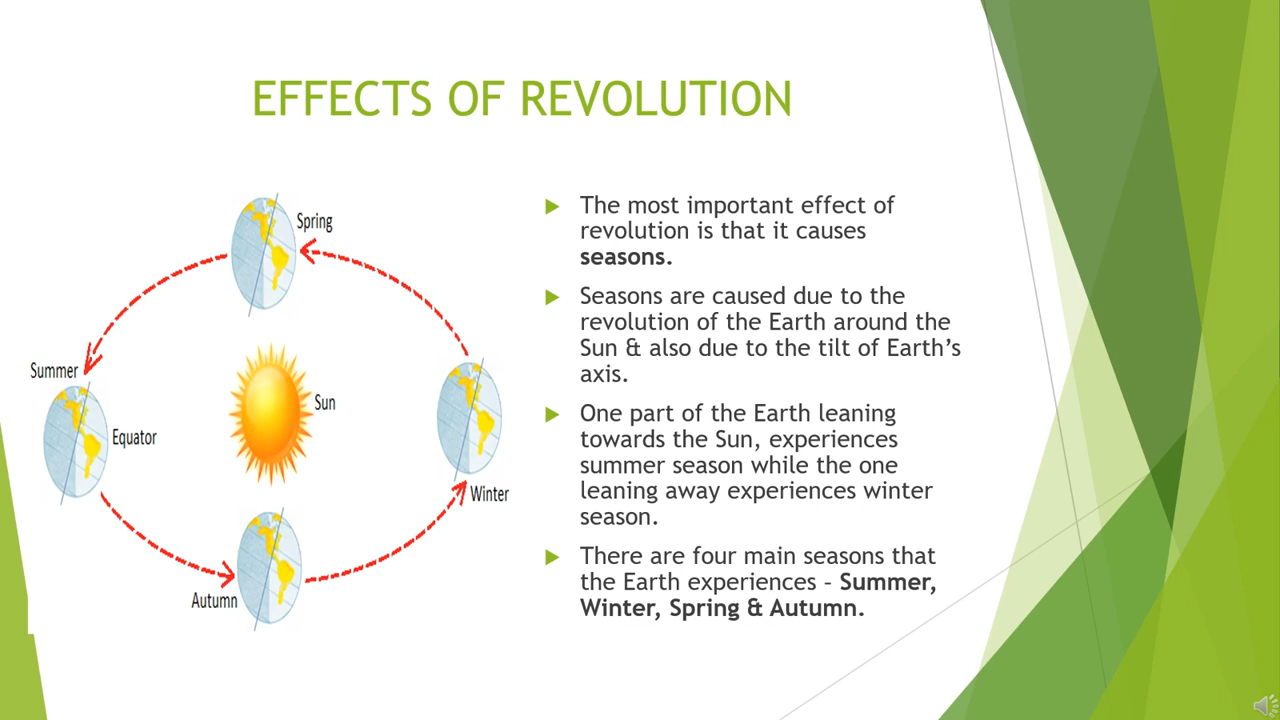 EFFECTS OF REVOLUTION
Spring
Summer
Sun
Equator
Winter
Autumn
The most important effect of
revolution is that it causes
seasons.
Seasons are caused due to the
revolution of the Earth around the
Sun & also due to the tilt of Earth’s
axis.
One part of the Earth leaning
towards the Sun, experiences
summer season while the one
leaning away experiences winter
season.
There are four main seasons that
the Earth experiences – Summer,
Winter, Spring & Autumn.